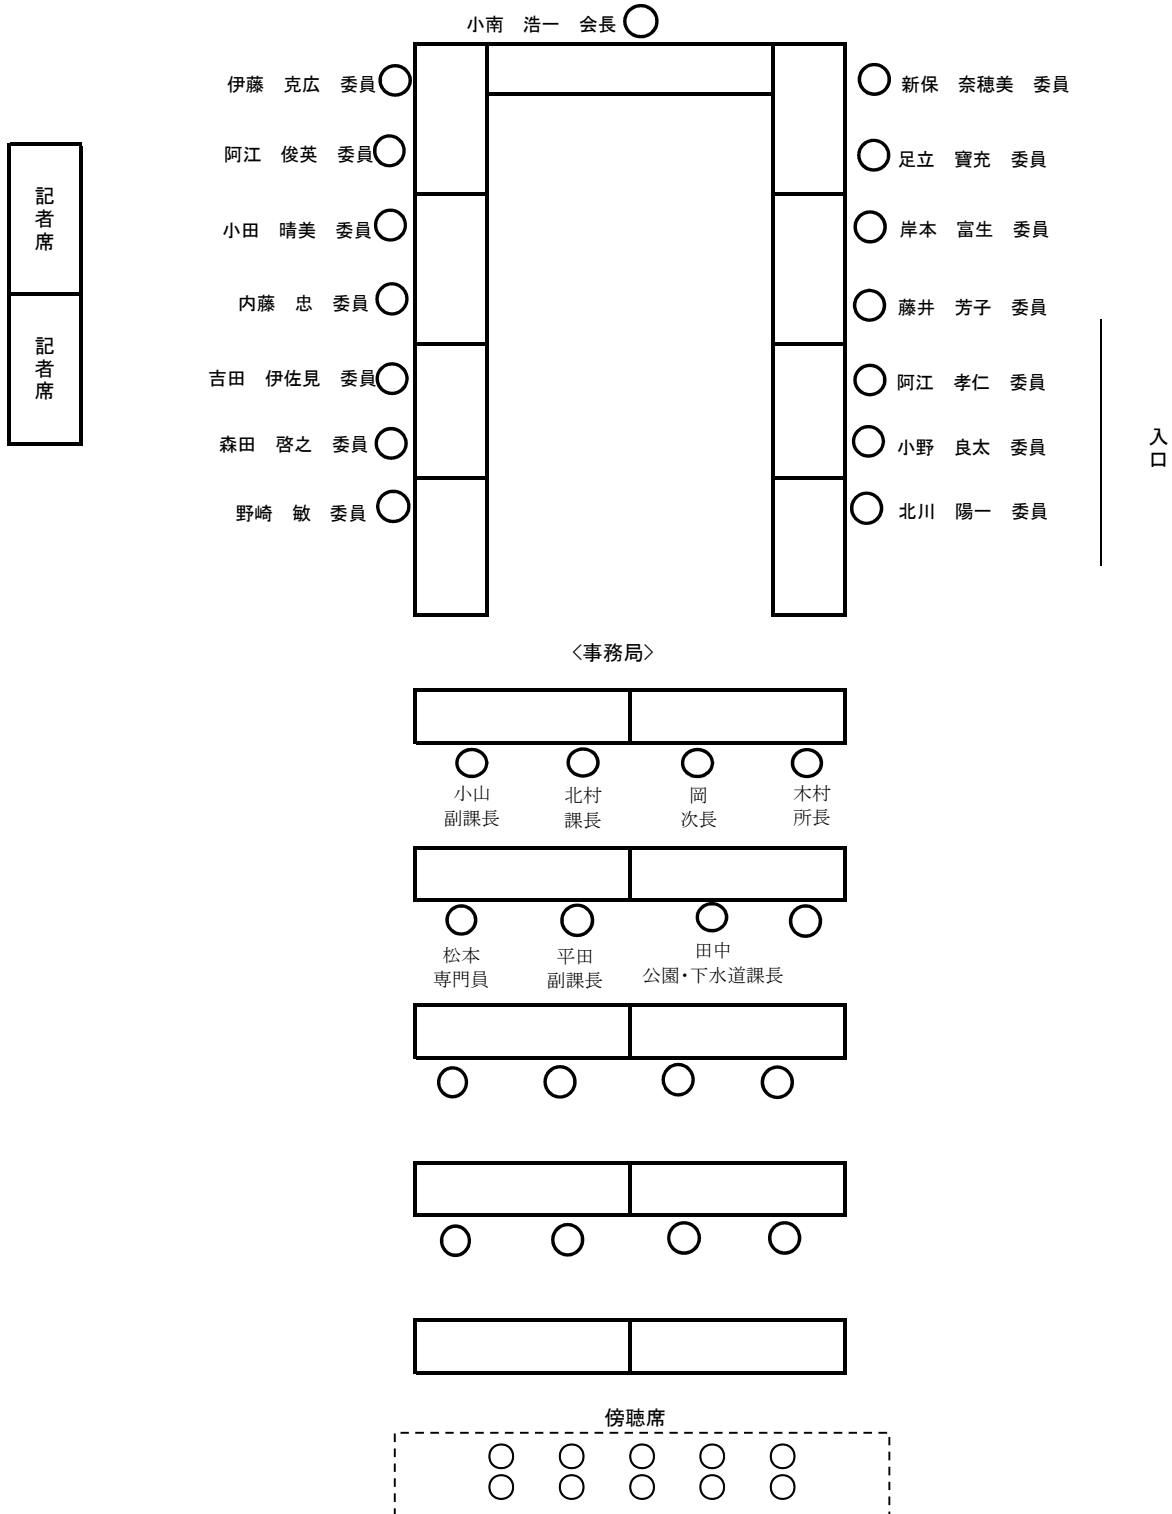 小南　浩一　会長
伊藤　克広　委員
新保　奈穂美　委員
阿江　俊英　委員
足立　寶充　委員
小田　晴美　委員
岸本　富生　委員
内藤　忠　委員
藤井　芳子　委員
吉田　伊佐見　委員
阿江　孝仁　委員
森田　啓之　委員
小野　良太　委員
野崎　敏　委員
北川　陽一　委員
記者席
記者席
入口
〈事務局〉
小山
副課長
北村
課長
岡
次長
木村
所長
松本
専門員
平田
副課長
田中
公園・下水道課長
傍聴席